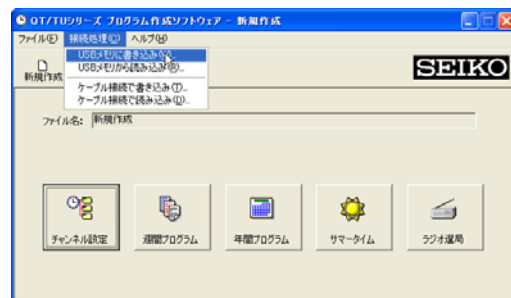 QT/TUシリーズ プログラム作成ソフトウェア - 新規作成
ファイル(F) 接続処理(C) ヘルプ(H)
USBメモリに書き込み(W)...
USBメモリから読み込み(R)...
ケーブル接続で書き込み(T)...
ケーブル接続で読み込み(D)...
新規作成
SEIKO
ファイル名: 新規作成
チャンネル設定 週間プログラム 年間プログラム サマータイム ラジオ選局